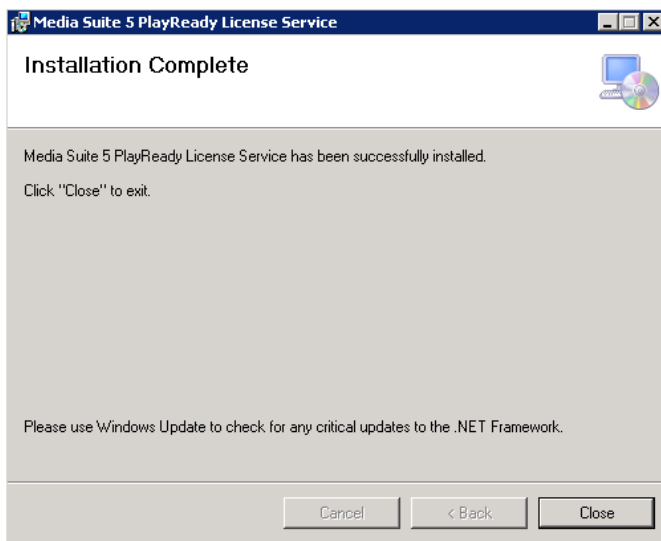 Media Suite 5 PlayReady License Service
Installation Complete
Media Suite 5 PlayReady License Service has been successfully installed.
Click "Close" to exit.
Please use Windows Update to check for any critical updates to the .NET Framework.
Cancel
< Back
Close